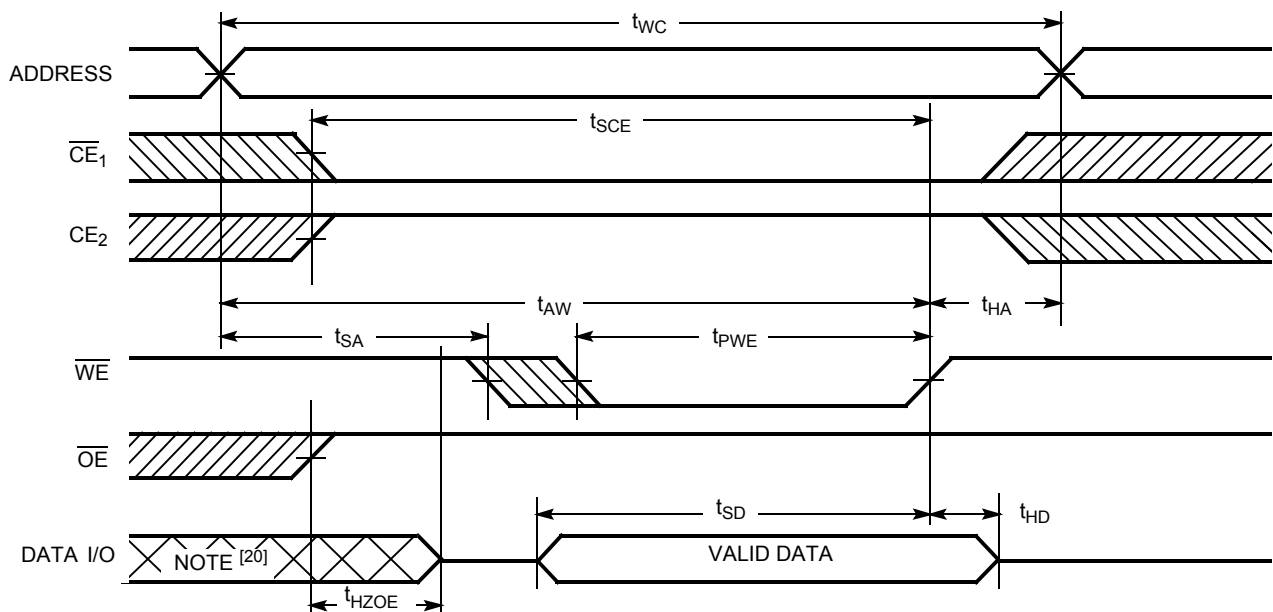 tWC
ADDRESS
tSCE
CE1
CE2
tAW
tHA
tSA
tPWE
WE
OE
tSD
tHD
DATA I/O
NOTE [20]
VALID DATA
tHZOE